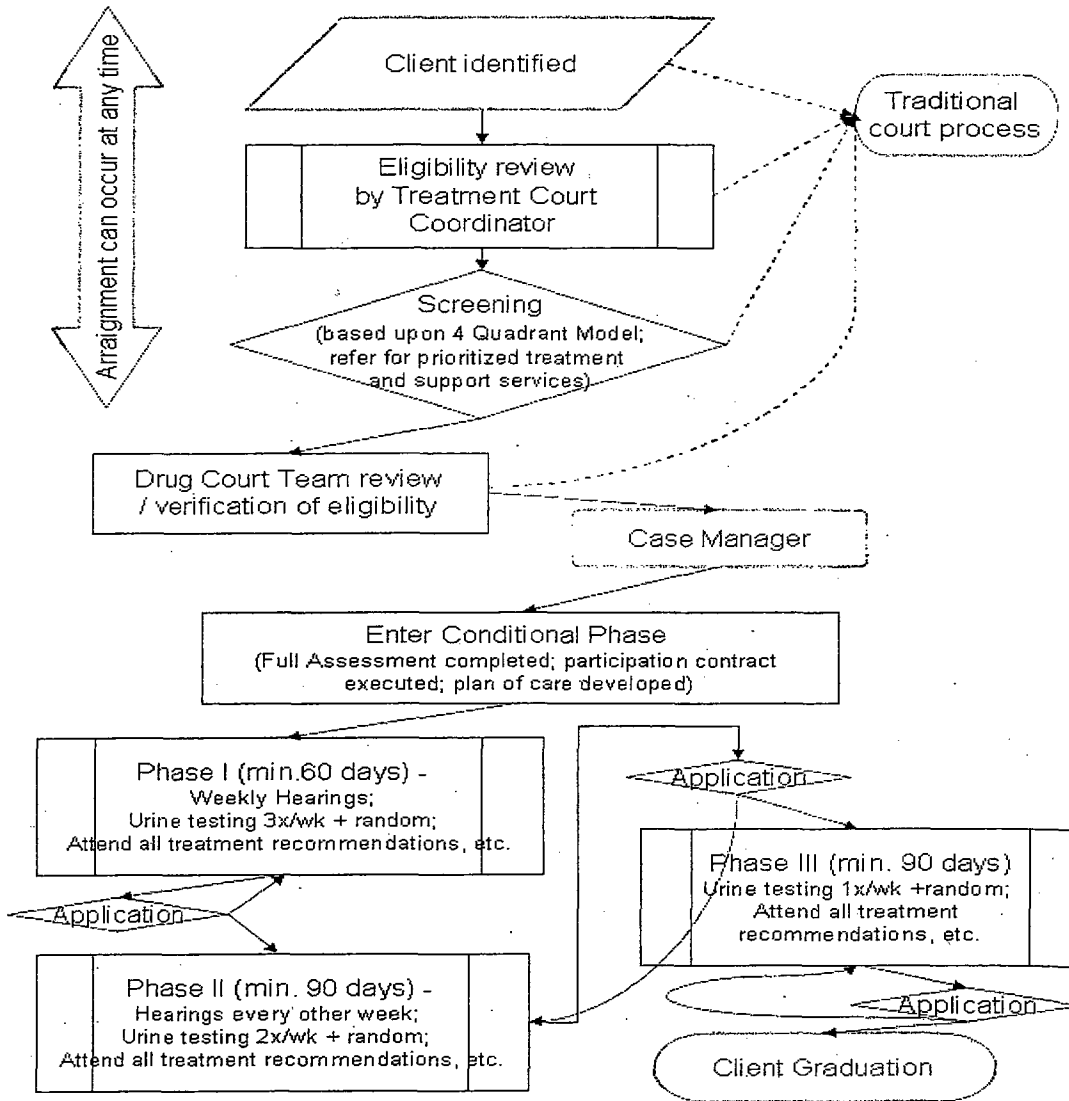 Arraignment can occur at any time
Client identified
Traditional
court process
Eligibility review
by Treatment Court
Coordinator
Screening
(based upon 4 Quadrant Model;
refer for prioritized treatment
and support services)
Drug Court Team review
/ verification of eligibility
Case Manager
Enter Conditional Phase
(Full Assessment completed; participation contract
executed; plan of care developed)
Phase I (min.60 days) -
Weekly Hearings;
Urine testing 3x/wk + random;
Attend all treatment recommendations, etc.
Application
Phase II (min. 90 days) -
Hearings every other week;
Urine testing 2x/wk + random;
Attend all treatment recommendations, etc.
Application
Phase III (min. 90 days)
Urine testing 1x/wk +random;
Attend all treatment
recommendations, etc.
Application
Client Graduation